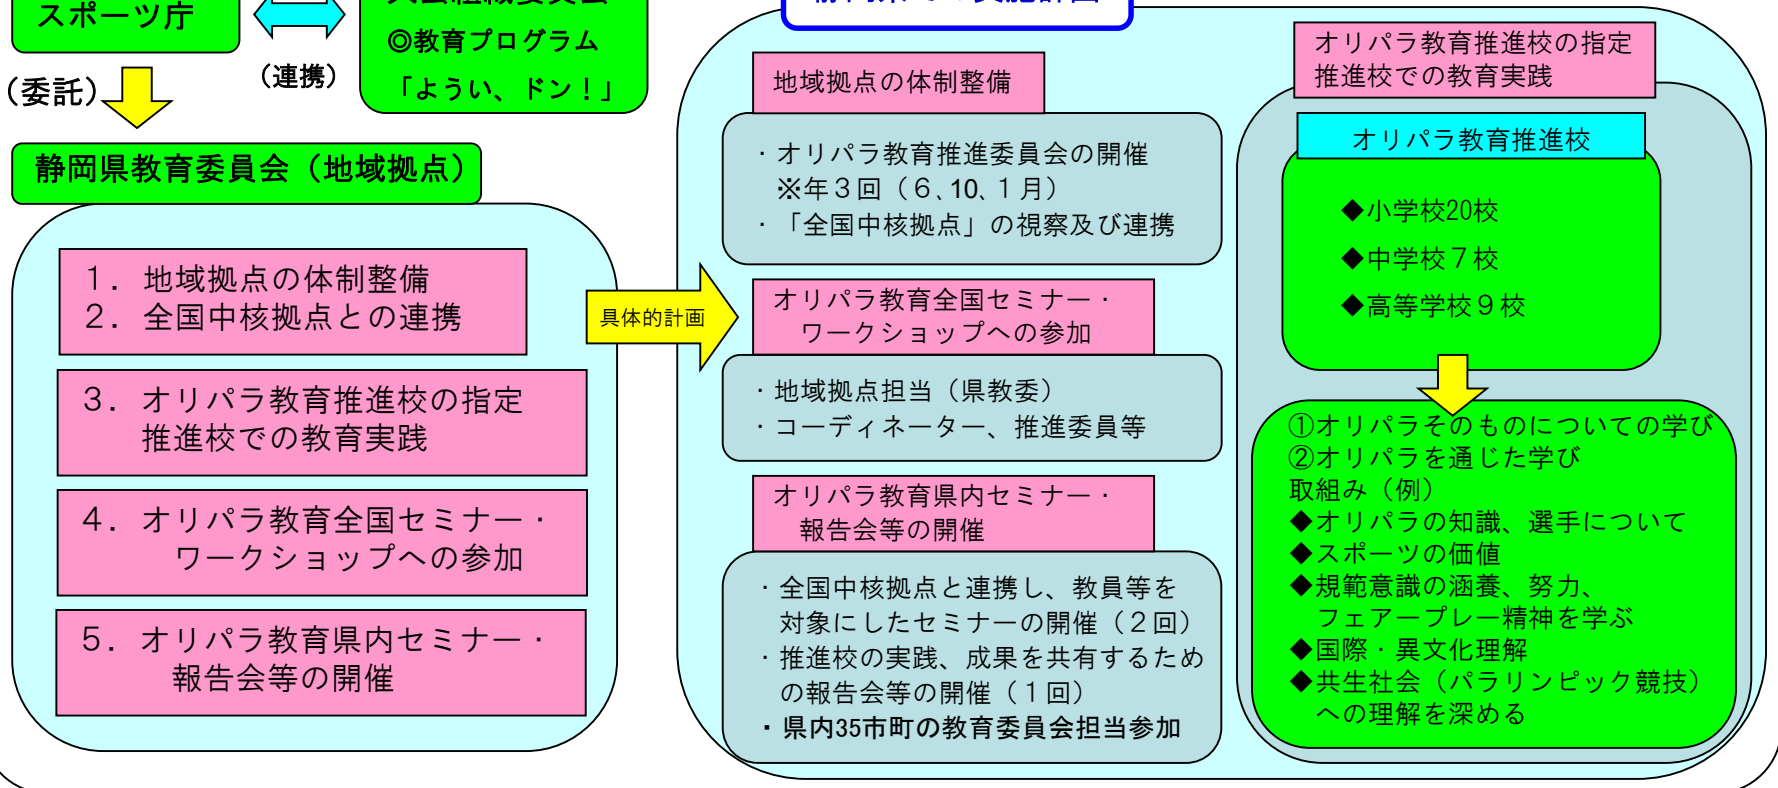 スポーツ庁
◎教育プログラム
「ようい、ドン！」
（連携）
（委託）
静岡県教育委員会（地域拠点）
１．地域拠点の体制整備
２．全国中核拠点との連携
３．オリパラ教育推進校の指定
推進校での教育実践
４．オリパラ教育全国セミナー・
ワークショップへの参加
５．オリパラ教育県内セミナー・
報告会等の開催
具体的計画
地域拠点の体制整備
・オリパラ教育推進委員会の開催
※年３回（６、10、１月）
・「全国中核拠点」の視察及び連携
オリパラ教育全国セミナー・
ワークショップへの参加
・地域拠点担当（県教委）
・コーディネーター、推進委員等
オリパラ教育県内セミナー・
報告会等の開催
・全国中核拠点と連携し、教員等を
対象にしたセミナーの開催（２回）
・推進校の実践、成果を共有するため
の報告会等の開催（１回）
・県内35市町の教育委員会担当参加
オリパラ教育推進校の指定
推進校での教育実践
オリパラ教育推進校
◆小学校20校
◆中学校７校
◆高等学校９校
①オリパラそのものについての学び
②オリパラを通じた学び
取組み（例）
◆オリパラの知識、選手について
◆スポーツの価値
◆規範意識の涵養、努力、
フェアープレー精神を学ぶ
◆国際・異文化理解
◆共生社会（パラリンピック競技）
への理解を深める